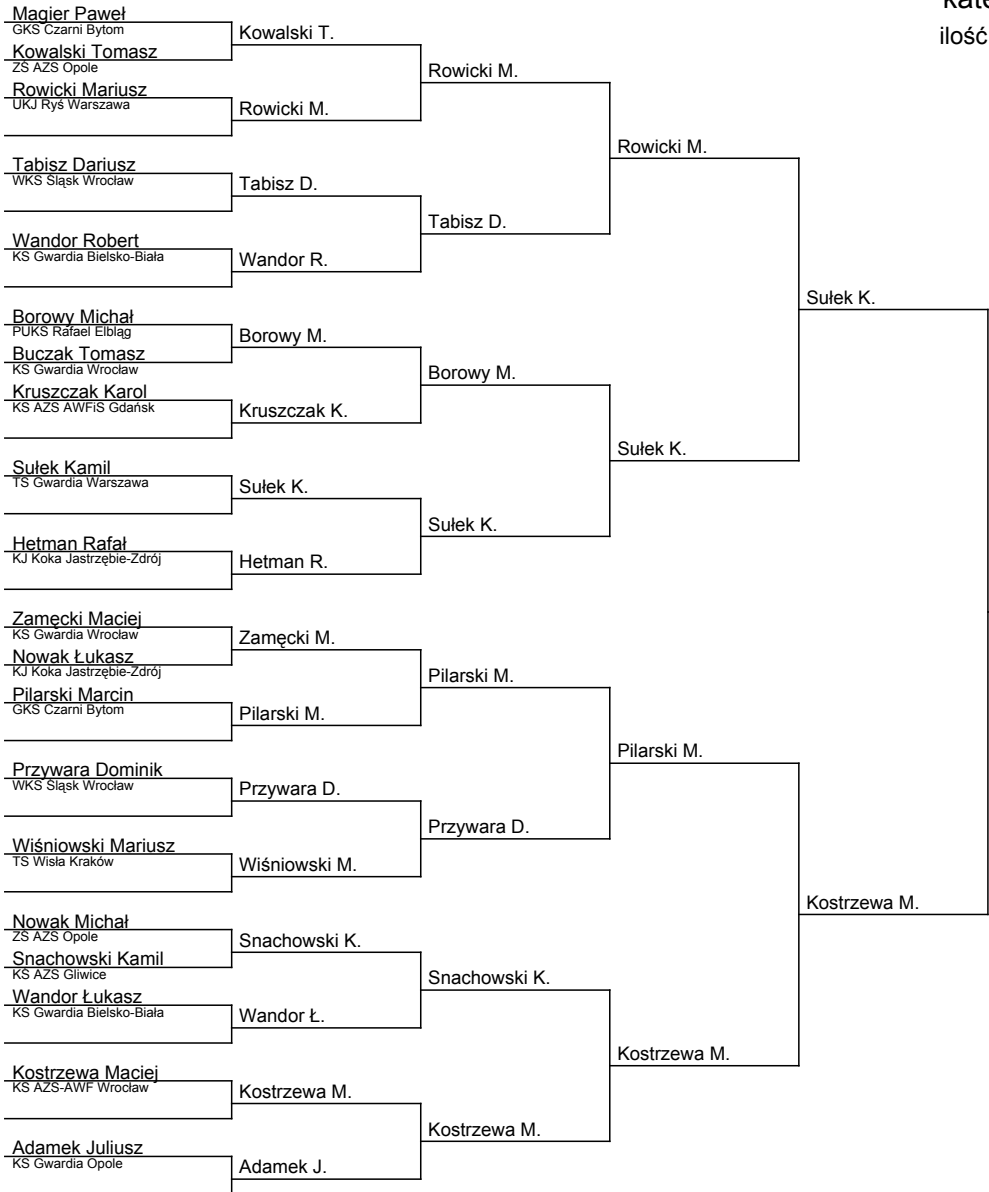 kate
ilość
Magier Paweł
GKS Czarni Bytom
Kowalski Tomasz
ZS AZS Opole
Rowicki Mariusz
UKJ Ryś Warszawa
Tabisz Dariusz
WKS Śląsk Wrocław
Wandor Robert
KS Gwardia Bielsko-Biała
Borowy Michał
PUKS Rafael Elbląg
Buczak Tomasz
KS Gwardia Wrocław
Kruszczak Karol
KS AZS AWFiS Gdańsk
Sułek Kamil
TS Gwardia Warszawa
Hetman Rafał
KJ Koka Jastrzębie-Zdrój
Zamęcki Maciej
KS Gwardia Wrocław
Nowak Łukasz
KJ Koka Jastrzębie-Zdrój
Pilarski Marcin
GKS Czarni Bytom
Przywara Dominik
WKS Śląsk Wrocław
Wiśniowski Mariusz
TS Wisła Kraków
Nowak Michał
ZS AZS Opole
Snachowski Kamil
KS AZS Gliwice
Wandor Łukasz
KS Gwardia Bielsko-Biała
Kostrzewa Maciej
KS AZS-AWF Wrocław
Adamek Juliusz
KS Gwardia Opole
Kowalski T.
Rowicki M.
Tabisz D.
Wandor R.
Borowy M.
Kruszczak K.
Sułek K.
Hetman R.
Zamęcki M.
Pilarski M.
Przywara D.
Wiśniowski M.
Snachowski K.
Wandor Ł.
Kostrzewa M.
Adamek J.
Rowicki M.
Tabisz D.
Borowy M.
Sułek K.
Pilarski M.
Przywara D.
Snachowski K.
Kostrzewa M.
Rowicki M.
Sułek K.
Pilarski M.
Kostrzewa M.
Sułek K.
Kostrzewa M.